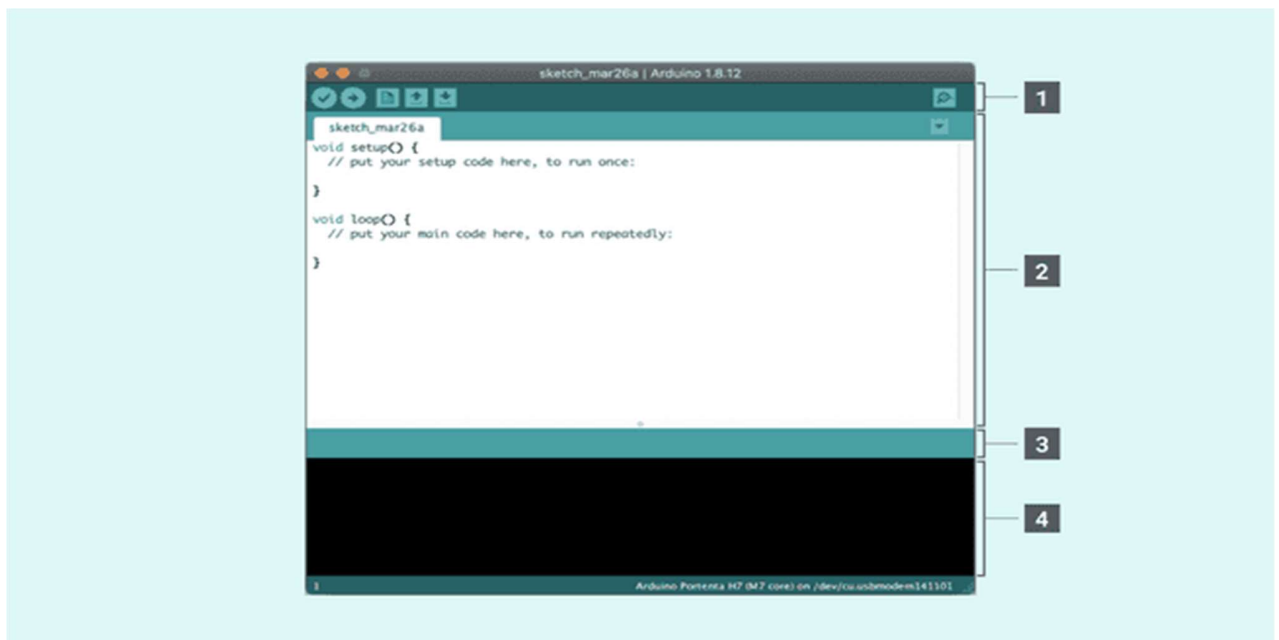 sketch_mar26a | Arduino 1.8.12
1
sketch_mar26a
void setup() {
// put your setup code here, to run once:
}
void loop() {
// put your main code here, to run repeatedly:
}
2
3
4
1
Arduino Portenta H7 (M7 core) on /dev/cu.usbmodem141101